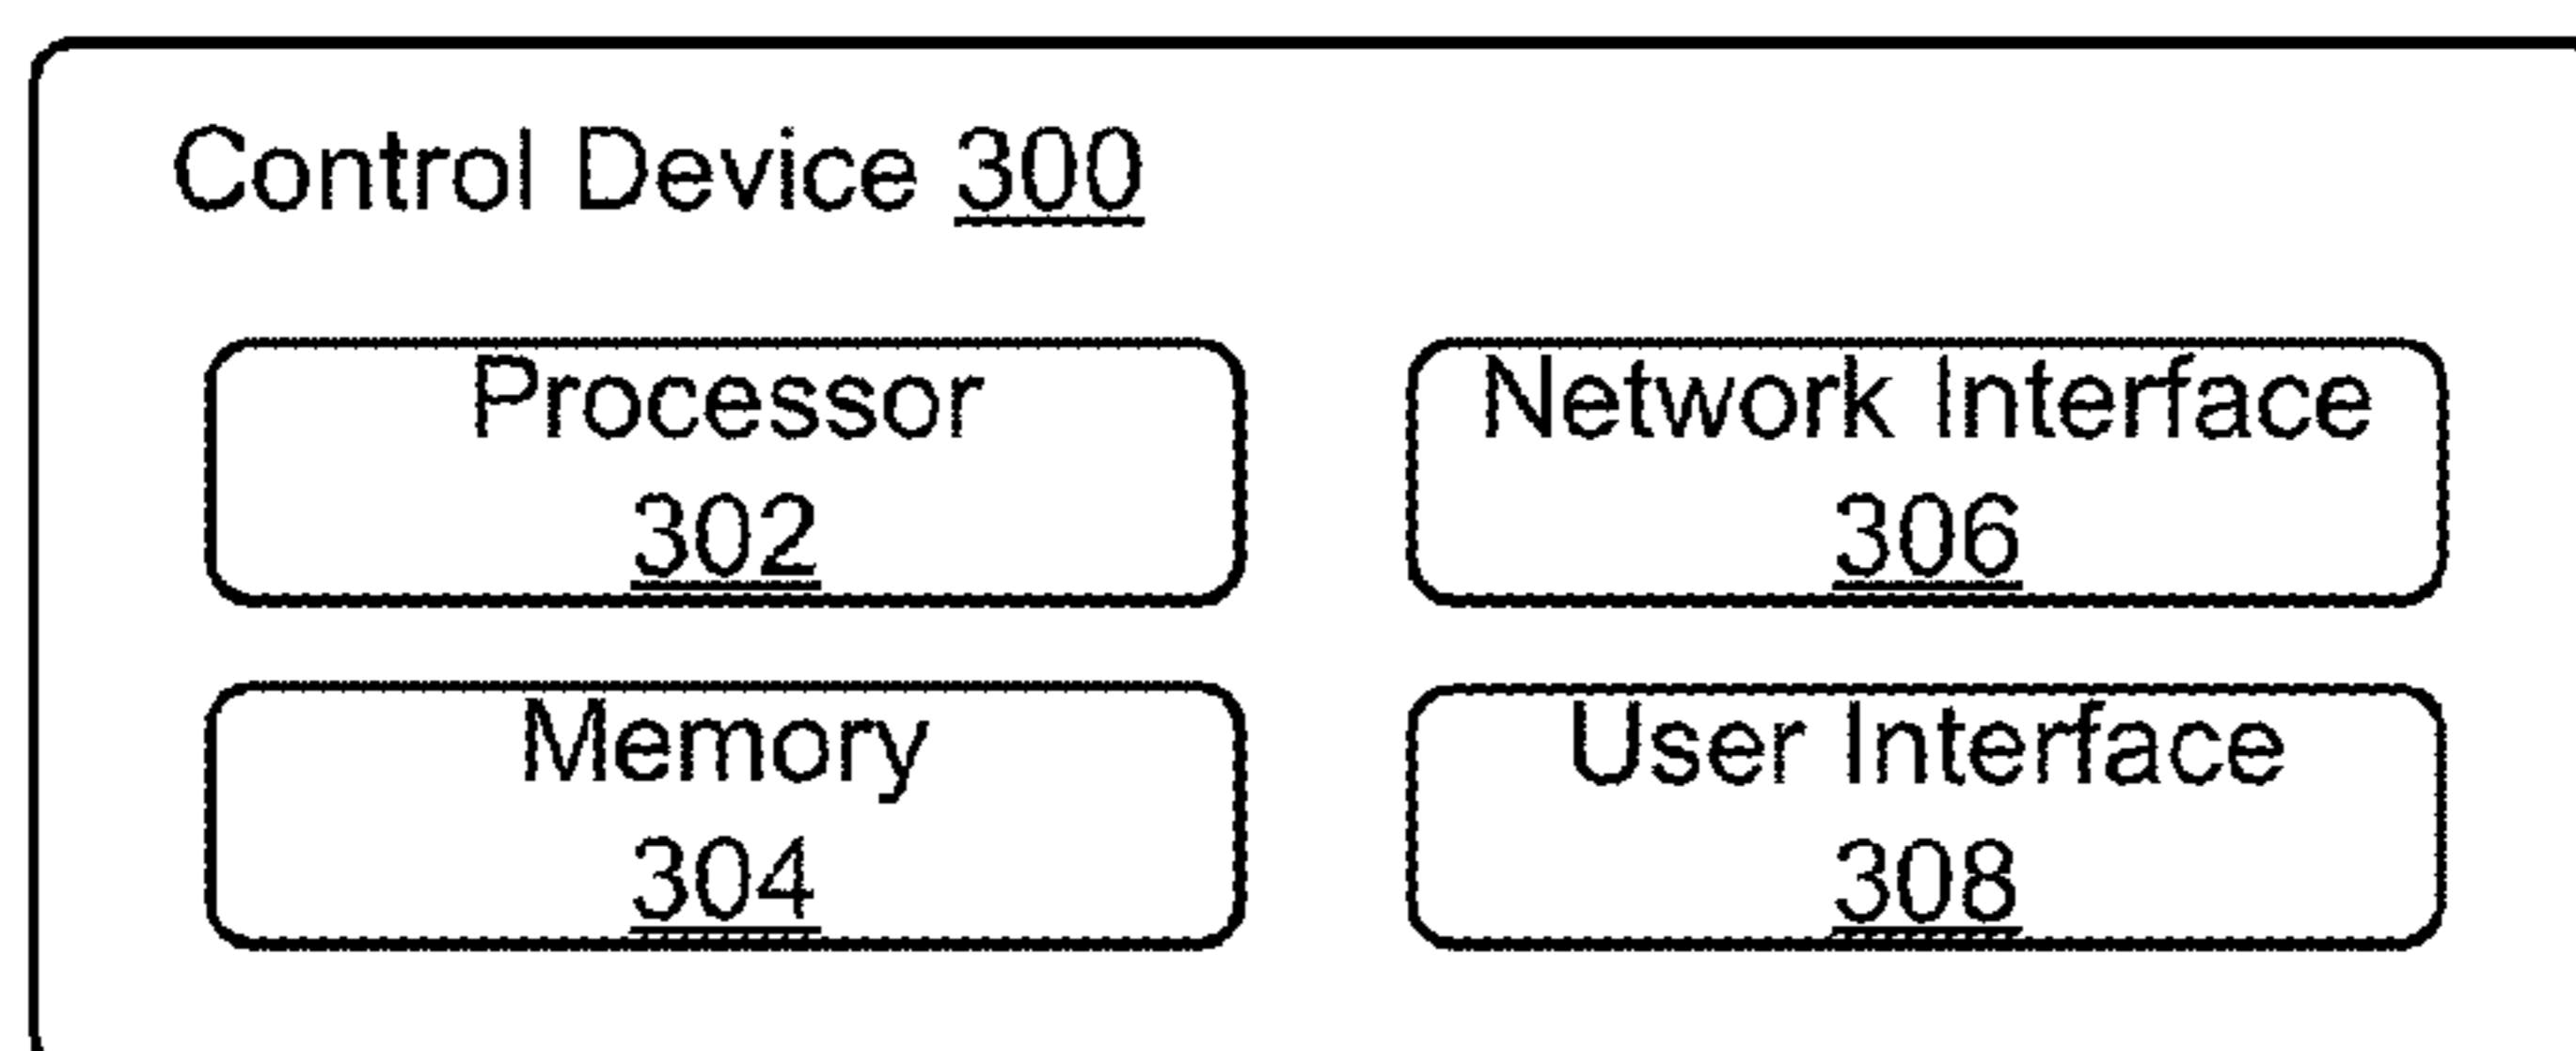 Control Device 300
Processor
302
Network Interface
306
Memory
304
User Interface
308